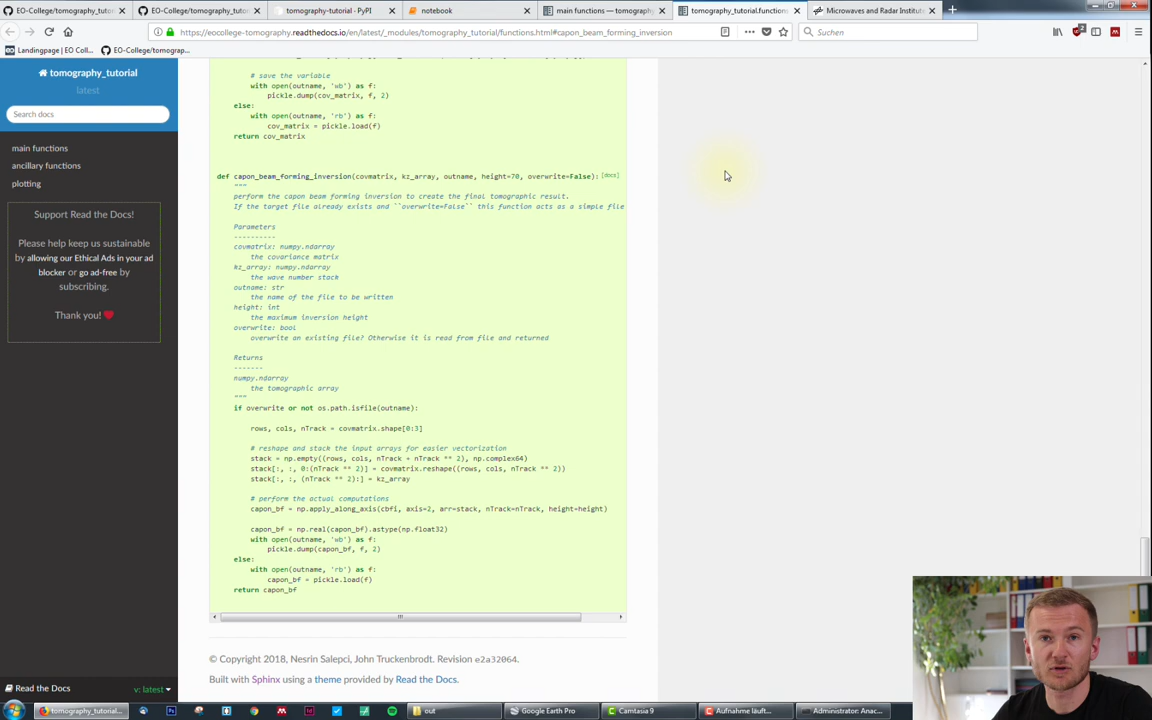 EO-College/tomography_tutor
EO-College/tomography_tutor
tomography-tutorial · PyPI
notebook
main functions — tomography
tomography_tutorial.functions
Microwaves and Radar Institute
https://eocollege-tomography.readthedocs.io/en/latest/_modules/tomography_tutorial/functions.html#capon_beam_forming_inversion
Suchen
Landingpage | EO Coll...
EO-College/tomograp...
tomography_tutorial
latest
Search docs
main functions
ancillary functions
plotting
Support Read the Docs!
Please help keep us sustainable
by allowing our Ethical Ads in your ad
blocker or go ad-free by
subscribing.
Thank you!
# save the variable
with open(outname, 'wb') as f:
pickle.dump(cov_matrix, f, 2)
else:
with open(outname, 'rb') as f:
cov_matrix = pickle.load(f)
return cov_matrix
def capon_beam_forming_inversion(covmatrix, kz_array, outname, height=70, overwrite=False): [docs]
"""
perform the capon beam forming inversion to create the final tomographic result.
If the target file already exists and ``overwrite=False`` this function acts as a simple file
Parameters
----------
covmatrix: numpy.ndarray
the covariance matrix
kz_array: numpy.ndarray
the wave number stack
outname: str
the name of the file to be written
height: int
the maximum inversion height
overwrite: bool
overwrite an existing file? Otherwise it is read from file and returned
Returns
-------
numpy.ndarray
the tomographic array
"""
if overwrite or not os.path.isfile(outname):
rows, cols, nTrack = covmatrix.shape[0:3]
# reshape and stack the input arrays for easier vectorization
stack = np.empty((rows, cols, nTrack + nTrack ** 2), np.complex64)
stack[:, :, 0:(nTrack ** 2)] = covmatrix.reshape((rows, cols, nTrack ** 2))
stack[:, :, (nTrack ** 2):] = kz_array
# perform the actual computations
capon_bf = np.apply_along_axis(cbfi, axis=2, arr=stack, nTrack=nTrack, height=height)
capon_bf = np.real(capon_bf).astype(np.float32)
with open(outname, 'wb') as f:
pickle.dump(capon_bf, f, 2)
else:
with open(outname, 'rb') as f:
capon_bf = pickle.load(f)
return capon_bf
© Copyright 2018, Nesrin Salepci, John Truckenbrodt. Revision e2a32064.
Built with Sphinx using a theme provided by Read the Docs.
Read the Docs
v: latest
tomography_tutorial...
out
Google Earth Pro
Camtasia 9
Aufnahme läuft...
Administrator: Anac...